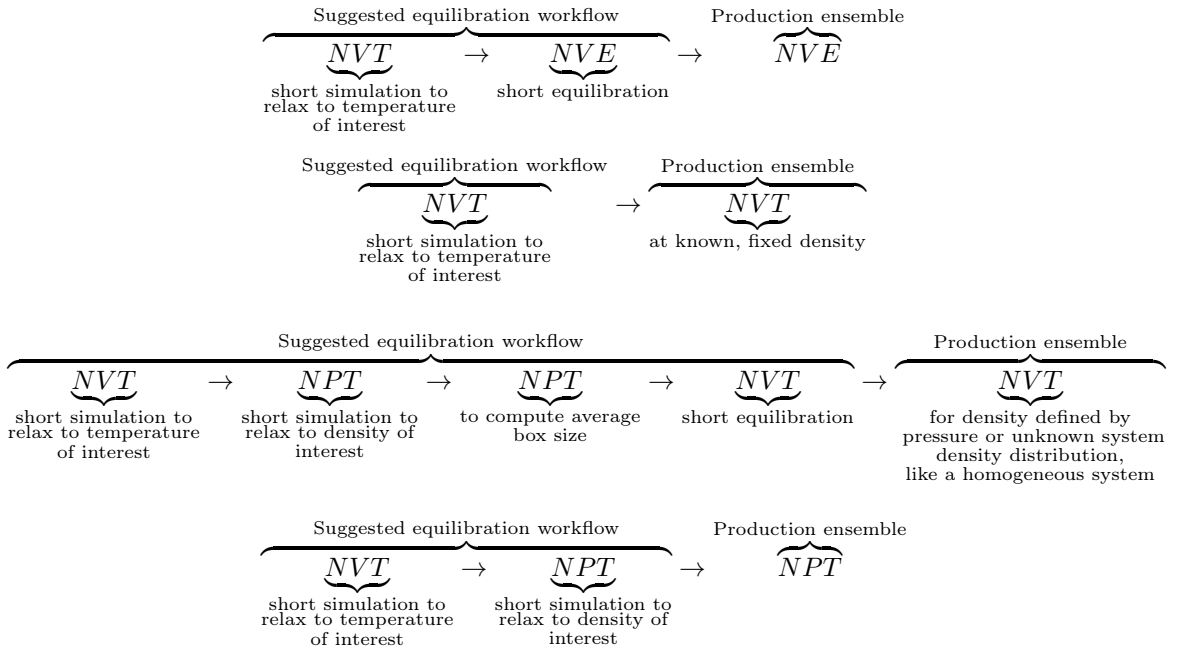 Suggested equilibration workflow Production ensemble
NVT → NVE → NVE
short simulation to short equilibration
relax to temperature
of interest
Suggested equilibration workflow Production ensemble
NVT → NVT
short simulation to at known, fixed density
relax to temperature
of interest
Suggested equilibration workflow Production ensemble
NVT → NPT → NPT → NVT → NVT
short simulation to short simulation to to compute average short equilibration for density defined by
relax to temperature relax to density of box size pressure or unknown system
of interest interest density distribution,
like a homogeneous system
Suggested equilibration workflow Production ensemble
NVT → NPT → NPT
short simulation to short simulation to
relax to temperature relax to density of
of interest interest